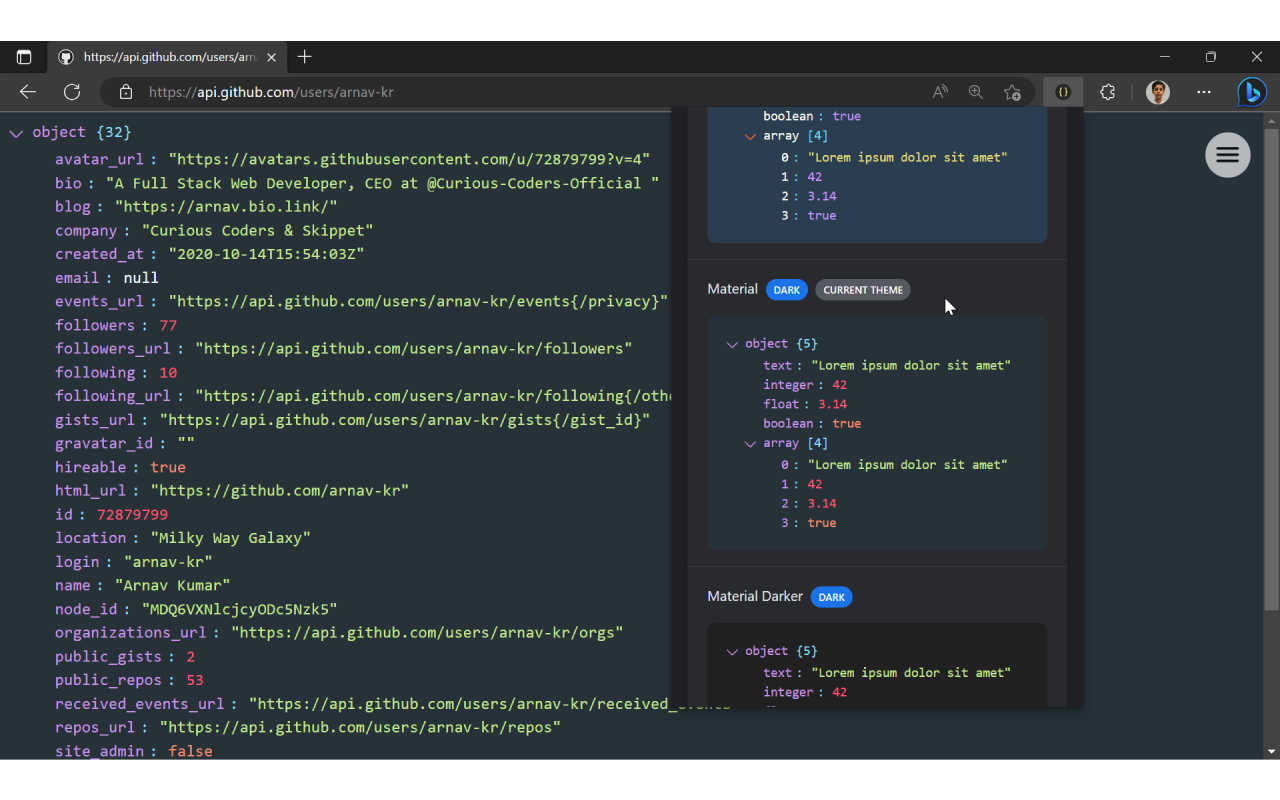 https://api.github.com/users/arn
https://api.github.com/users/arnav-kr
object {32}
avatar_url : "https://avatars.githubusercontent.com/u/72879799?v=4"
bio : "A Full Stack Web Developer, CEO at @Curious-Coders-Official "
blog : "https://arnav.bio.link/"
company : "Curious Coders & Skippet"
created_at : "2020-10-14T15:54:03Z"
email : null
events_url : "https://api.github.com/users/arnav-kr/events{/privacy}"
followers : 77
followers_url : "https://api.github.com/users/arnav-kr/followers"
following : 10
following_url : "https://api.github.com/users/arnav-kr/following{/othe
gists_url : "https://api.github.com/users/arnav-kr/gists{/gist_id}"
gravatar_id : ""
hireable : true
html_url : "https://github.com/arnav-kr"
id : 72879799
location : "Milky Way Galaxy"
login : "arnav-kr"
name : "Arnav Kumar"
node_id : "MDQ6VXNlcjcyODc5Nzk5"
organizations_url : "https://api.github.com/users/arnav-kr/orgs"
public_gists : 2
public_repos : 53
received_events_url : "https://api.github.com/users/arnav-kr/received_events"
repos_url : "https://api.github.com/users/arnav-kr/repos"
site_admin : false
boolean : true
array [4]
0 : "Lorem ipsum dolor sit amet"
1 : 42
2 : 3.14
3 : true
Material DARK CURRENT THEME
object {5}
text : "Lorem ipsum dolor sit amet"
integer : 42
float : 3.14
boolean : true
array [4]
0 : "Lorem ipsum dolor sit amet"
1 : 42
2 : 3.14
3 : true
Material Darker DARK
object {5}
text : "Lorem ipsum dolor sit amet"
integer : 42